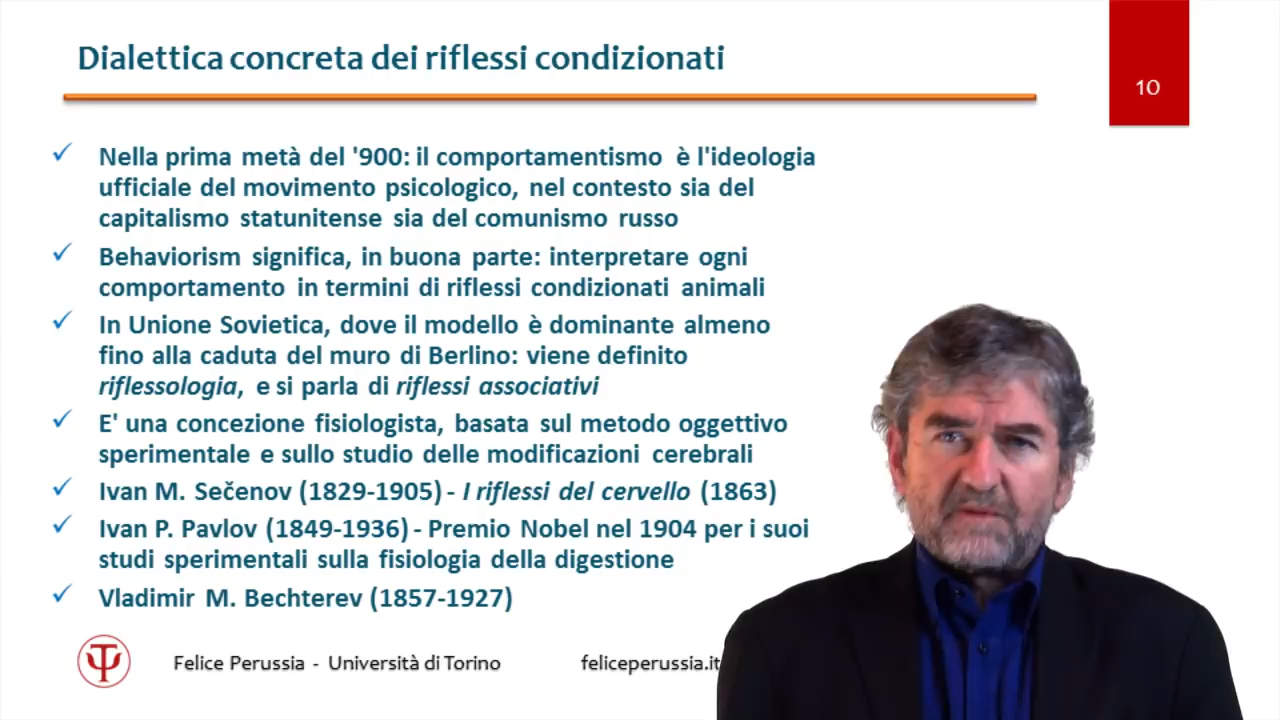 Dialettica concreta dei riflessi condizionati
10
Nella prima metà del '900: il comportamentismo è l'ideologia
ufficiale del movimento psicologico, nel contesto sia del
capitalismo statunitense sia del comunismo russo
Behaviorism significa, in buona parte: interpretare ogni
comportamento in termini di riflessi condizionati animali
In Unione Sovietica, dove il modello è dominante almeno
fino alla caduta del muro di Berlino: viene definito
riflessologia, e si parla di riflessi associativi
E' una concezione fisiologista, basata sul metodo oggettivo
sperimentale e sullo studio delle modificazioni cerebrali
Ivan M. Sečenov (1829-1905) - I riflessi del cervello (1863)
Ivan P. Pavlov (1849-1936) - Premio Nobel nel 1904 per i suoi
studi sperimentali sulla fisiologia della digestione
Vladimir M. Bechterev (1857-1927)
Ψ Felice Perussia - Università di Torino feliceperussia.it